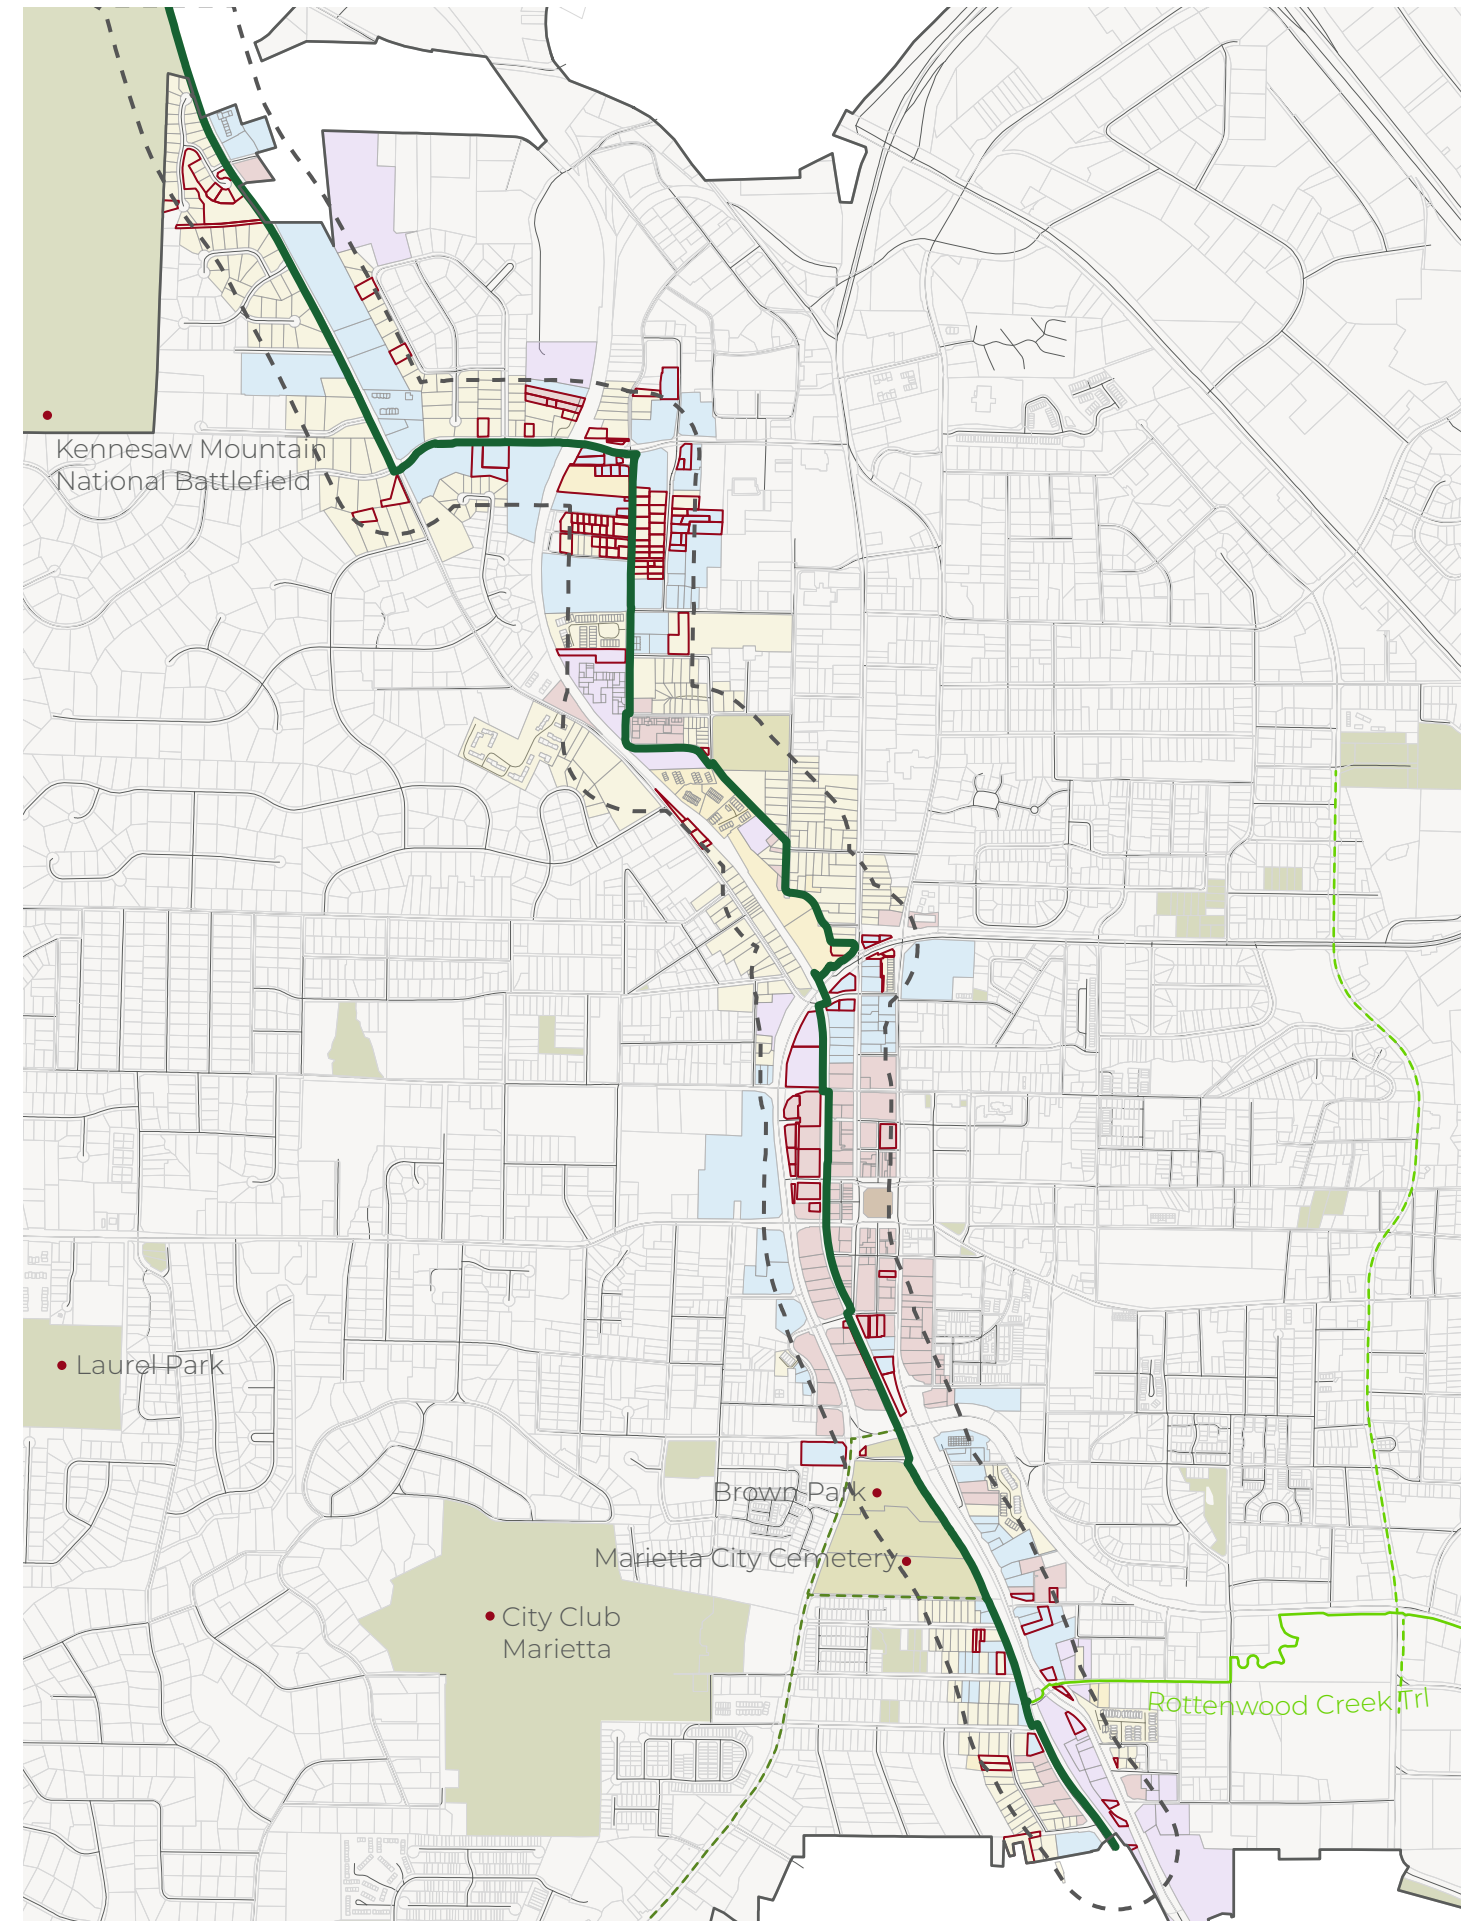 Kennesaw Mountain
National Battlefield
Laurel Park
Brown Park
Marietta City Cemetery
City Club
Marietta
Rottenwood Creek Trl